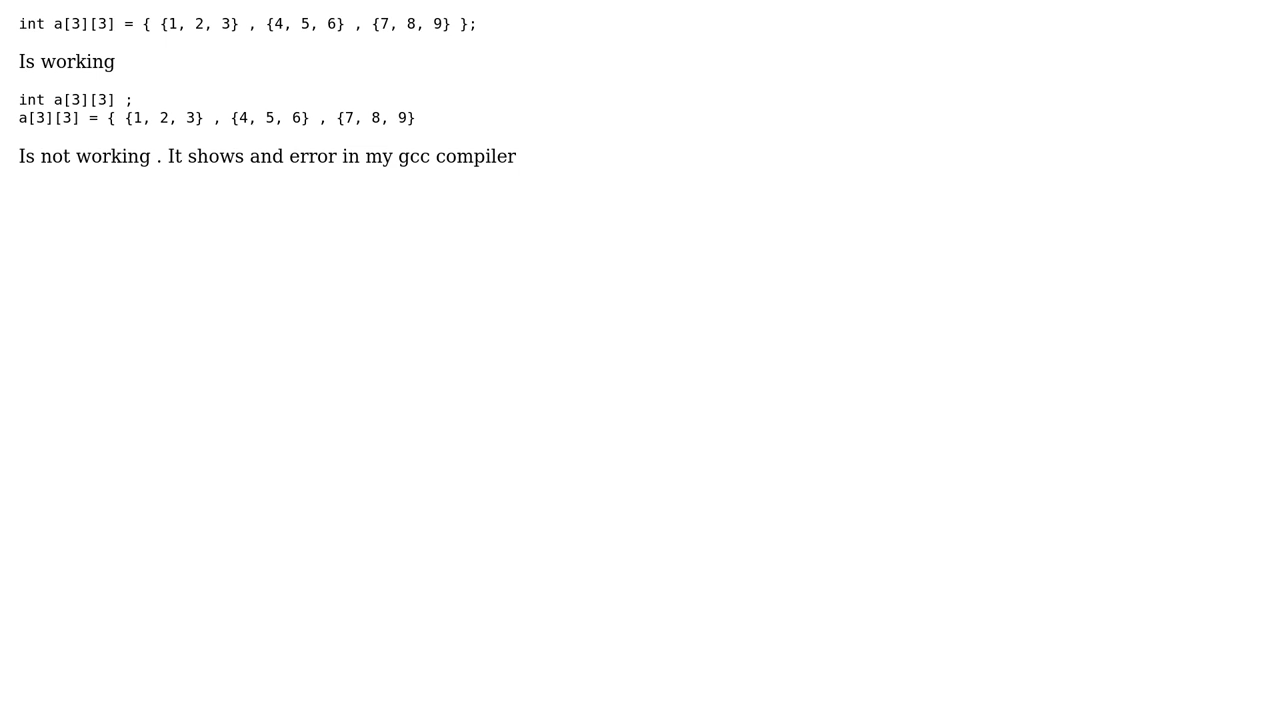 int a[3][3] = { {1, 2, 3} , {4, 5, 6} , {7, 8, 9} };
Is working
int a[3][3] ;
a[3][3] = { {1, 2, 3} , {4, 5, 6} , {7, 8, 9}
Is not working . It shows and error in my gcc compiler